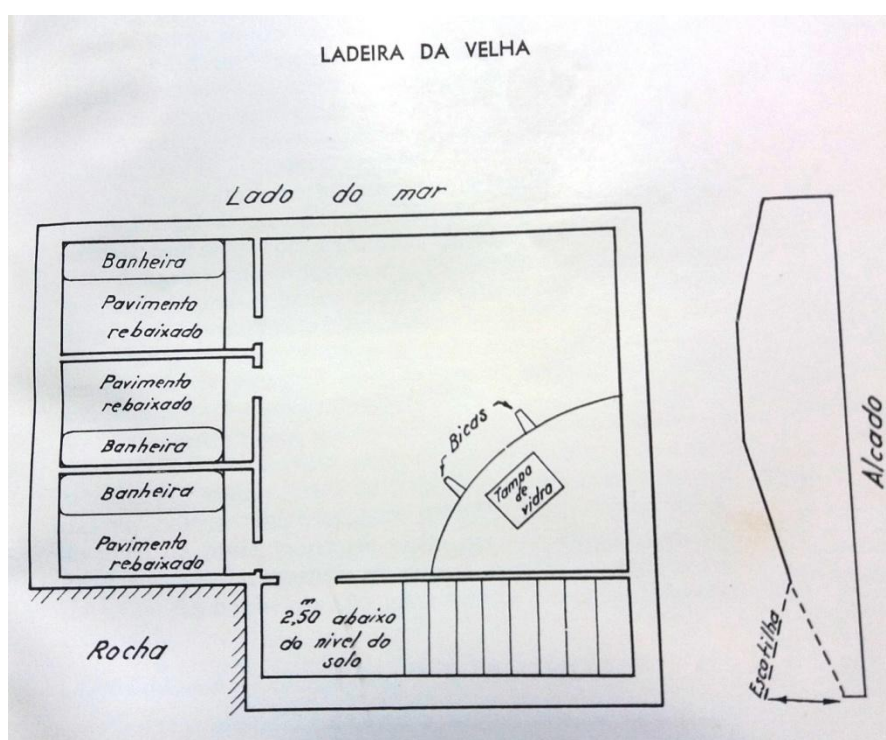 LADEIRA DA VELHA
Lado do mar
Banheira
Pavimento
rebaixado
Pavimento
rebaixado
Banheira
Banheira
Pavimento
rebaixado
Bicas
Tampa
de
vidro
2,50 m abaixo
do nivel do
solo
Rocha
Alcado
Escotilha